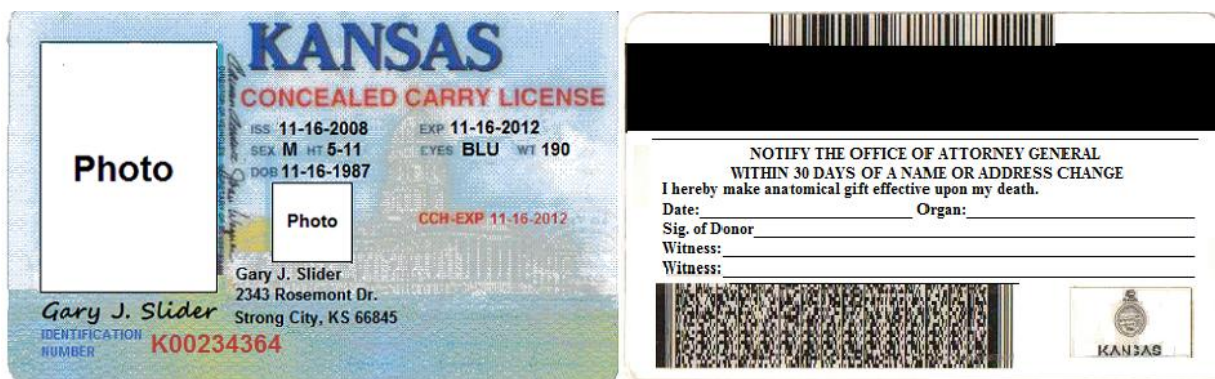 KANSAS
CONCEALED CARRY LICENSE
ISS 11-16-2008 EXP 11-16-2012
SEX M HT 5-11 EYES BLU WT 190
DOB 11-16-1987
Photo
Photo
CCH-EXP 11-16-2012
Gary J. Slider
2343 Rosemont Dr.
Strong City, KS 66845
Gary J. Slider
IDENTIFICATION
NUMBER K00234364
NOTIFY THE OFFICE OF ATTORNEY GENERAL
WITHIN 30 DAYS OF A NAME OR ADDRESS CHANGE
I hereby make anatomical gift effective upon my death.
Date: Organ:
Sig. of Donor
Witness:
Witness:
KANSAS